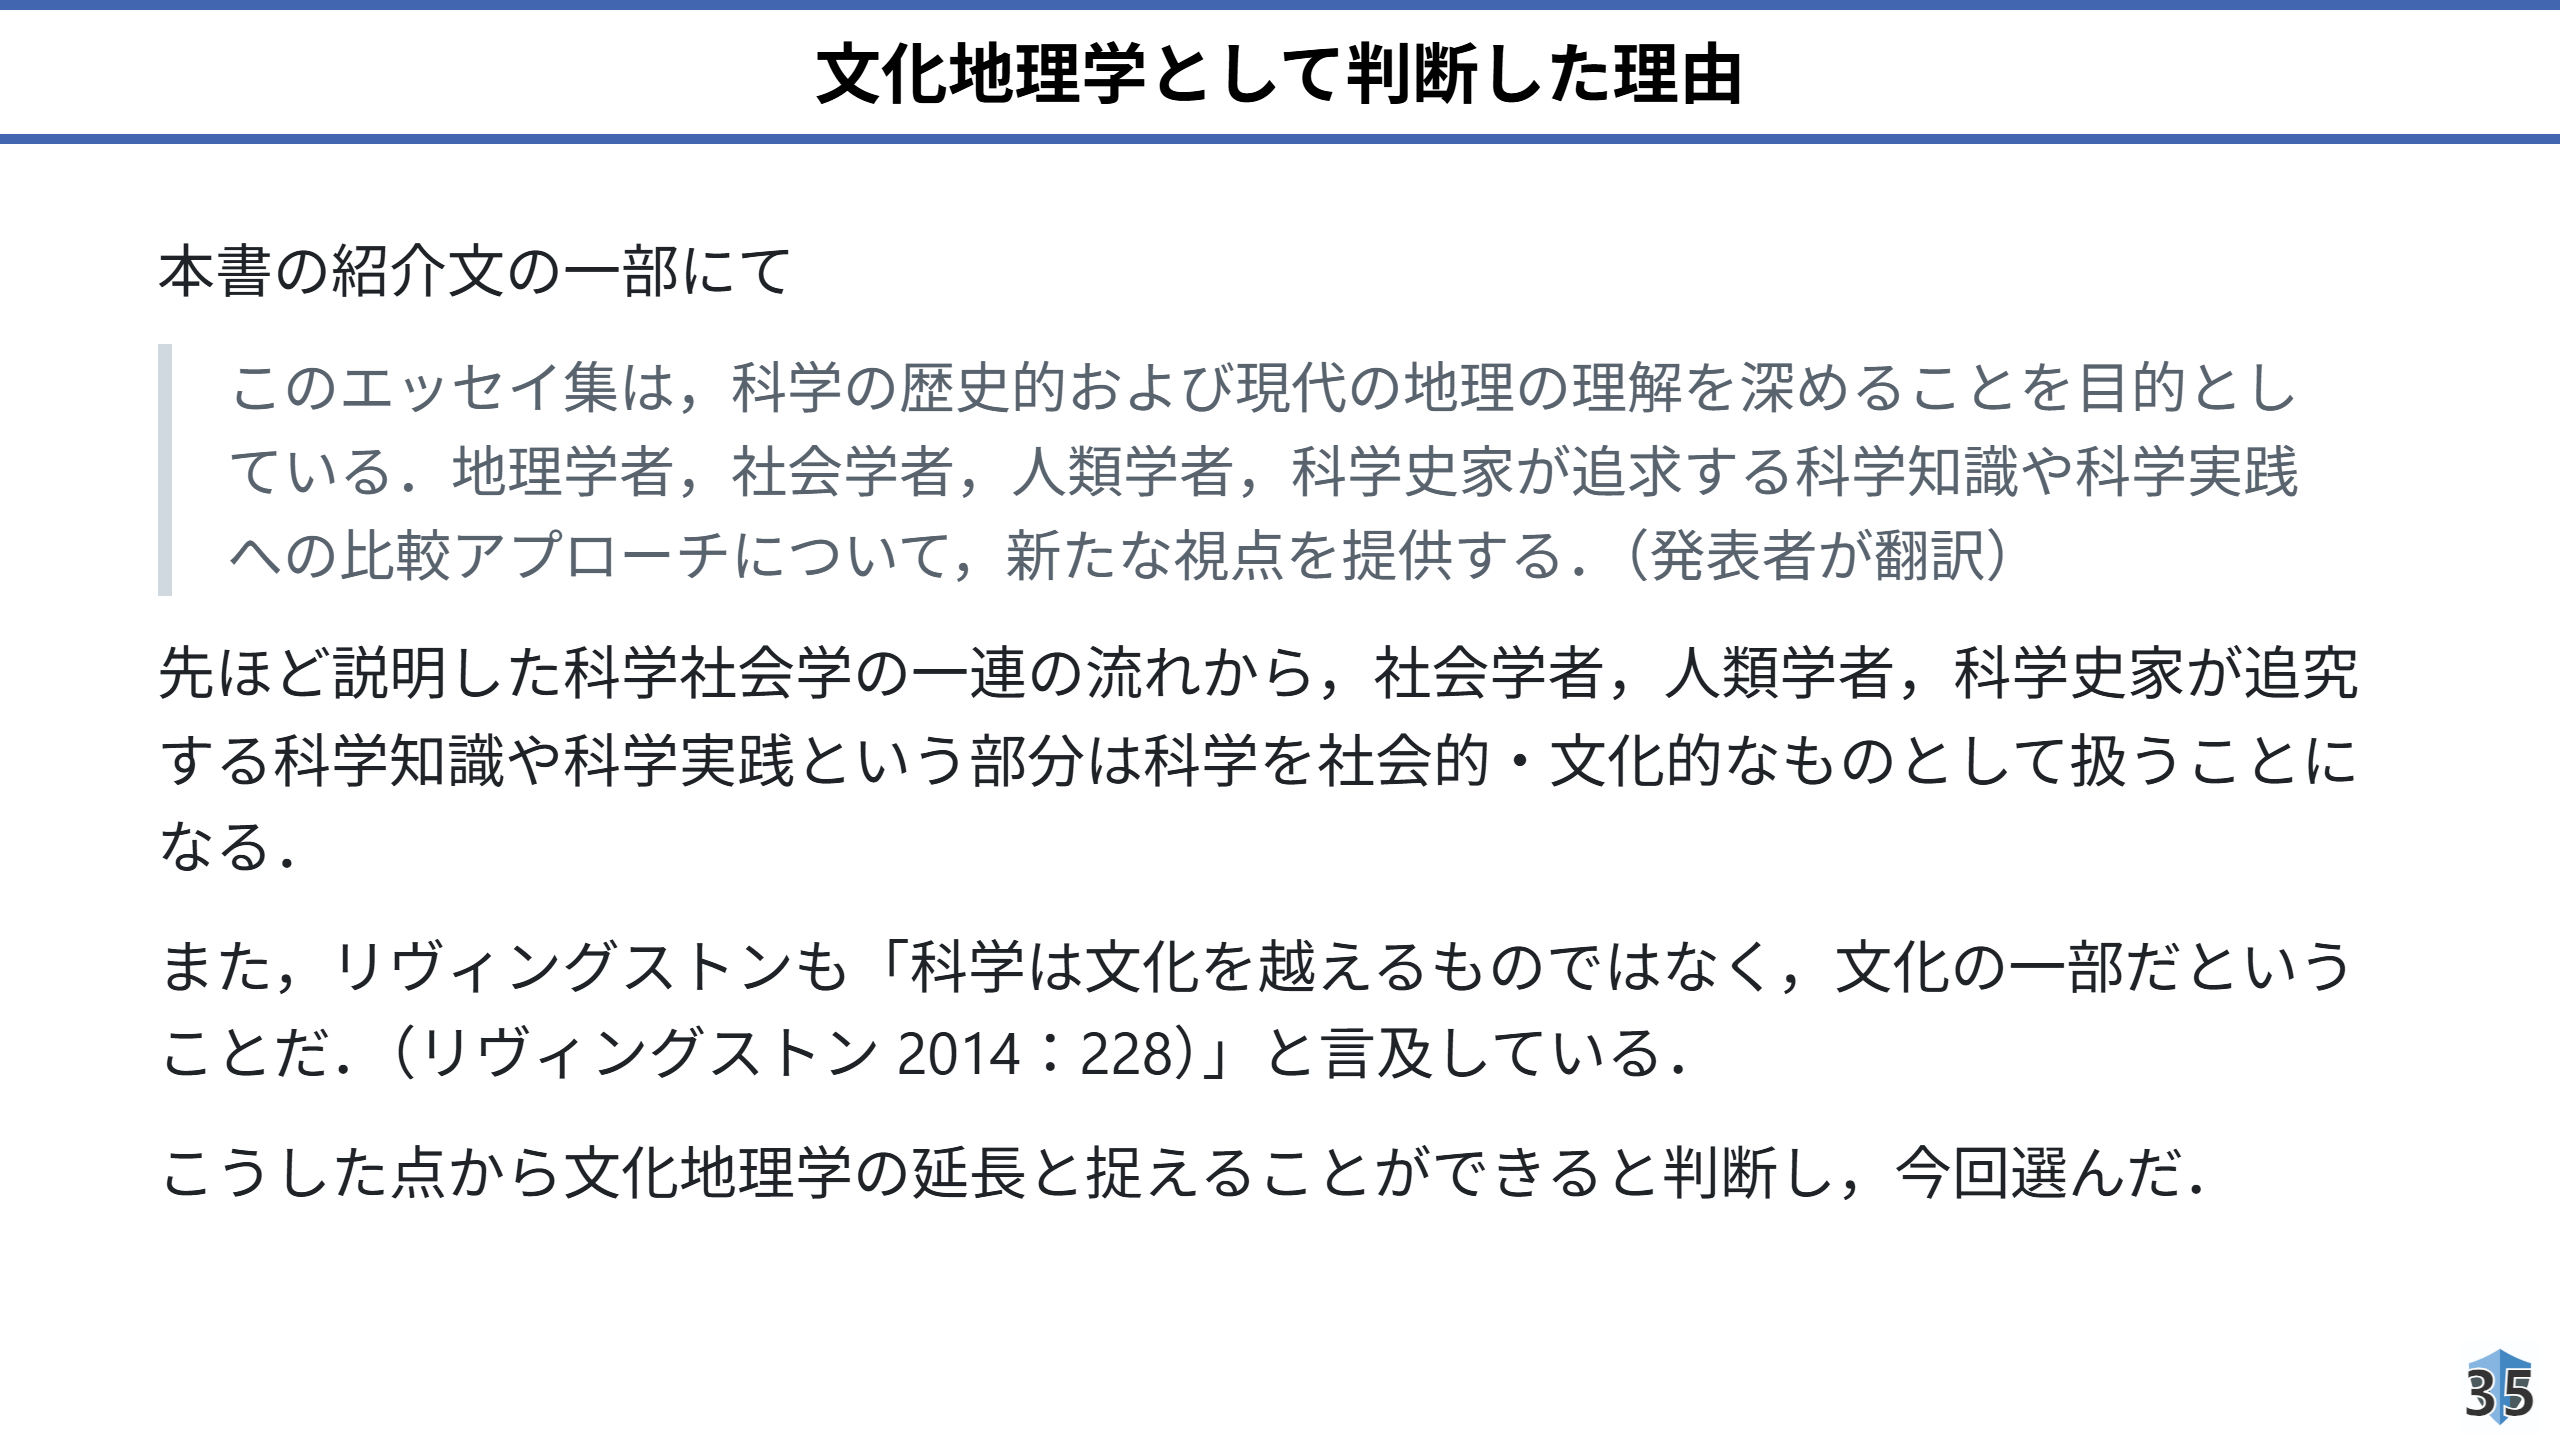 文化地理学として判断した理由
本書の紹介文の一部にて
このエッセイ集は，科学の歴史的および現代の地理の理解を深めることを目的とし
ている．地理学者，社会学者，人類学者，科学史家が追求する科学知識や科学実践
への比較アプローチについて，新たな視点を提供する．（発表者が翻訳）
先ほど説明した科学社会学の一連の流れから，社会学者，人類学者，科学史家が追究
する科学知識や科学実践という部分は科学を社会的・文化的なものとして扱うことに
なる．
また，リヴィングストンも「科学は文化を越えるものではなく，文化の一部だという
ことだ．（リヴィングストン 2014：228）」と言及している．
こうした点から文化地理学の延長と捉えることができると判断し，今回選んだ．
35